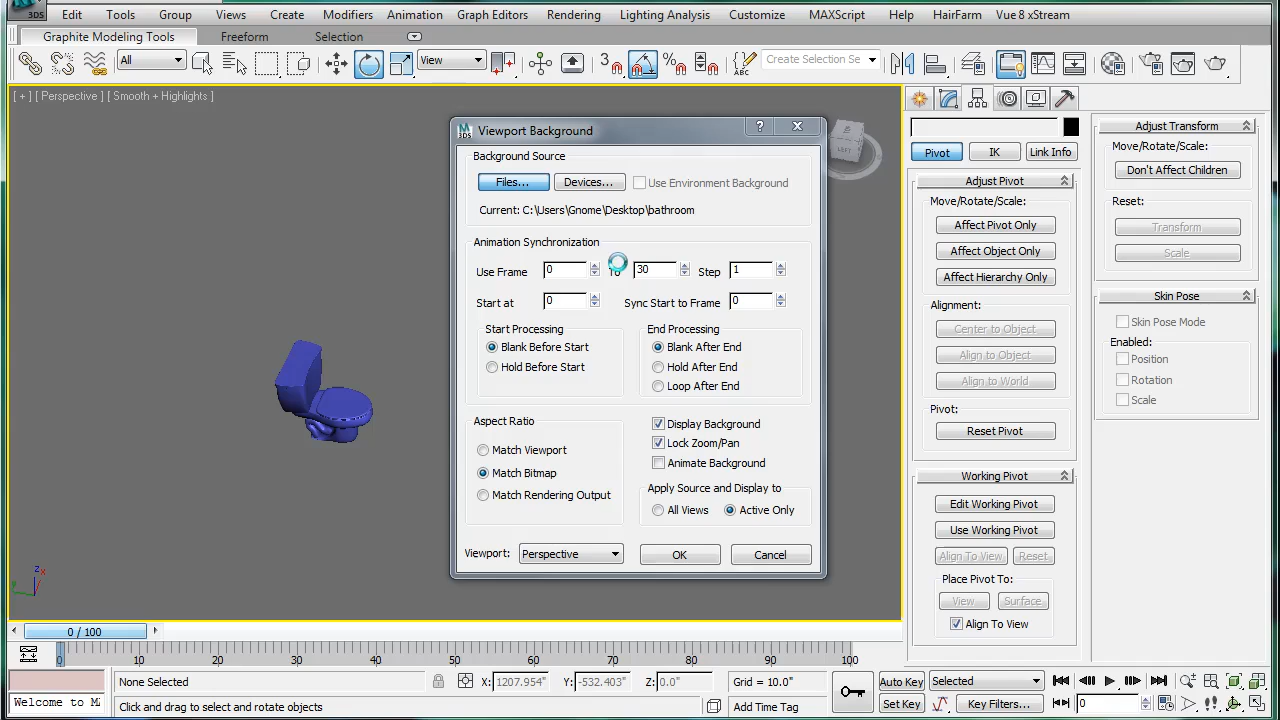 3DS
Edit Tools Group Views Create Modifiers Animation Graph Editors Rendering Lighting Analysis Customize MAXScript Help HairFarm Vue 8 xStream
Graphite Modeling Tools Freeform Selection
All View 3 ABC Create Selection Se
[ + ] [ Perspective ] [ Smooth + Highlights ]
3DS Viewport Background ?
LEFT
Background Source
Files... Devices... Use Environment Background
Current: C:\Users\Gnome\Desktop\bathroom
Animation Synchronization
Use Frame 0 30 Step 1
Start at 0 Sync Start to Frame 0
Start Processing End Processing
Blank Before Start Blank After End
Hold Before Start Hold After End
Loop After End
Aspect Ratio
Display Background
Match Viewport Lock Zoom/Pan
Match Bitmap Animate Background
Match Rendering Output Apply Source and Display to
All Views Active Only
Viewport: Perspective OK Cancel
Pivot IK Link Info
Adjust Pivot
Move/Rotate/Scale:
Affect Pivot Only
Affect Object Only
Affect Hierarchy Only
Alignment:
Center to Object
Align to Object
Align to World
Pivot:
Reset Pivot
Working Pivot
Edit Working Pivot
Use Working Pivot
Align To View Reset
Place Pivot To:
View Surface
Align To View
Adjust Transform
Move/Rotate/Scale:
Don't Affect Children
Reset:
Transform
Scale
Skin Pose
Skin Pose Mode
Enabled:
Position
Rotation
Scale
z x
0 / 100
0 10 20 30 40 50 60 70 80 90 100
None Selected X: 1207.954" Y: -532.403" Z: 0.0" Grid = 10.0" Auto Key Selected
Welcome to M Click and drag to select and rotate objects Add Time Tag Set Key Key Filters... 0